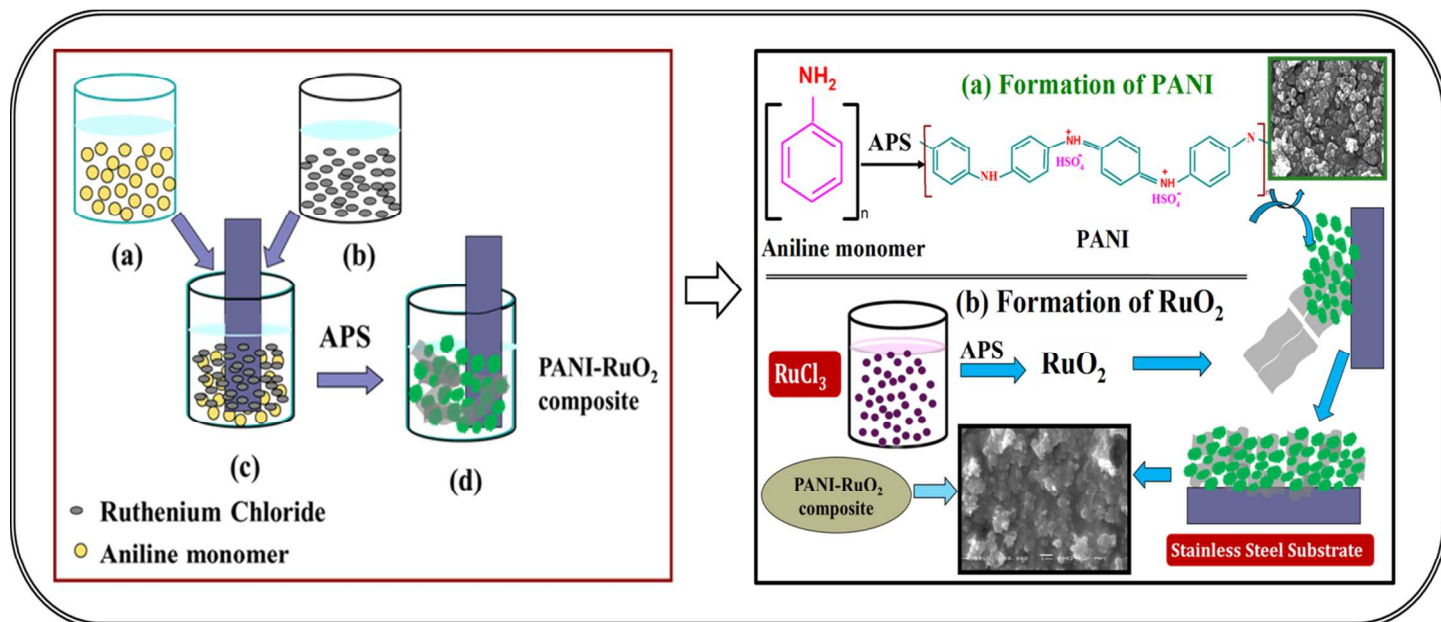 (a)
(b)
(c)
APS
(d)
PANI-RuO₂
composite
Ruthenium Chloride
Aniline monomer
NH₂
n
Aniline monomer
APS
(a) Formation of PANI
NH
+
NH
HSO₄⁻
+
NH
HSO₄⁻
N
PANI
(b) Formation of RuO₂
RuCl₃
APS
RuO₂
PANI-RuO₂
composite
Stainless Steel Substrate